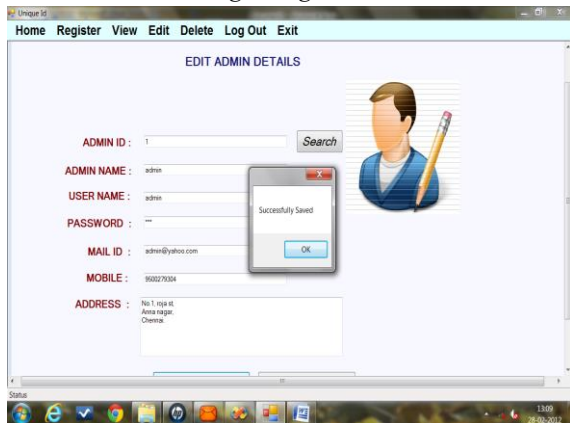 Unique Id
Home Register View Edit Delete Log Out Exit
EDIT ADMIN DETAILS
ADMIN ID : 1 Search
ADMIN NAME : admin
USER NAME : admin
PASSWORD : ***
MAIL ID : admin@yahoo.com
MOBILE : 9600279304
ADDRESS : No.1, roja st,
Anna nagar,
Chennai.
Successfully Saved
OK
Status
13:09
28-02-2012